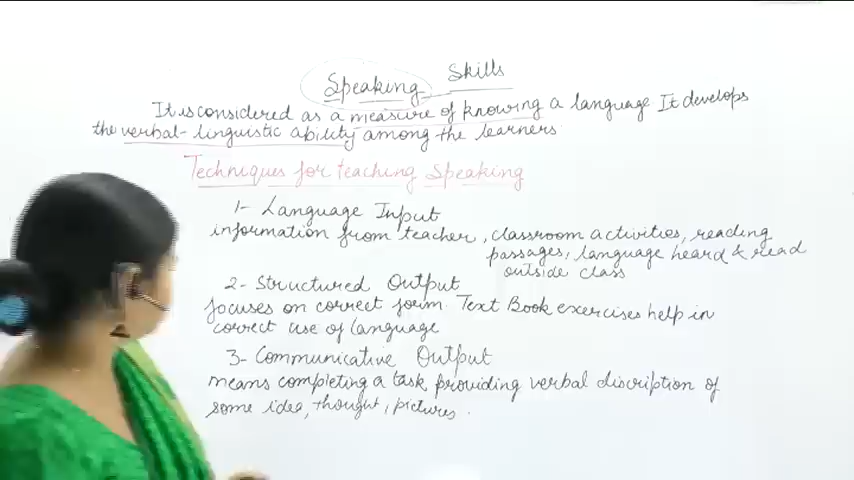 Speaking Skills
It is considered as a measure of knowing a language It develops
the verbal-linguistic ability among the learners
Techniques for teaching Speaking
1- Language Input
information from teacher, classroom activities, reading
passages, language heard & read
outside class
2- Structured Output
focuses on correct form. Text Book exercises help in
correct use of language
3- Communicative Output
means completing a task providing verbal discription of
some idea, thought, pictures.